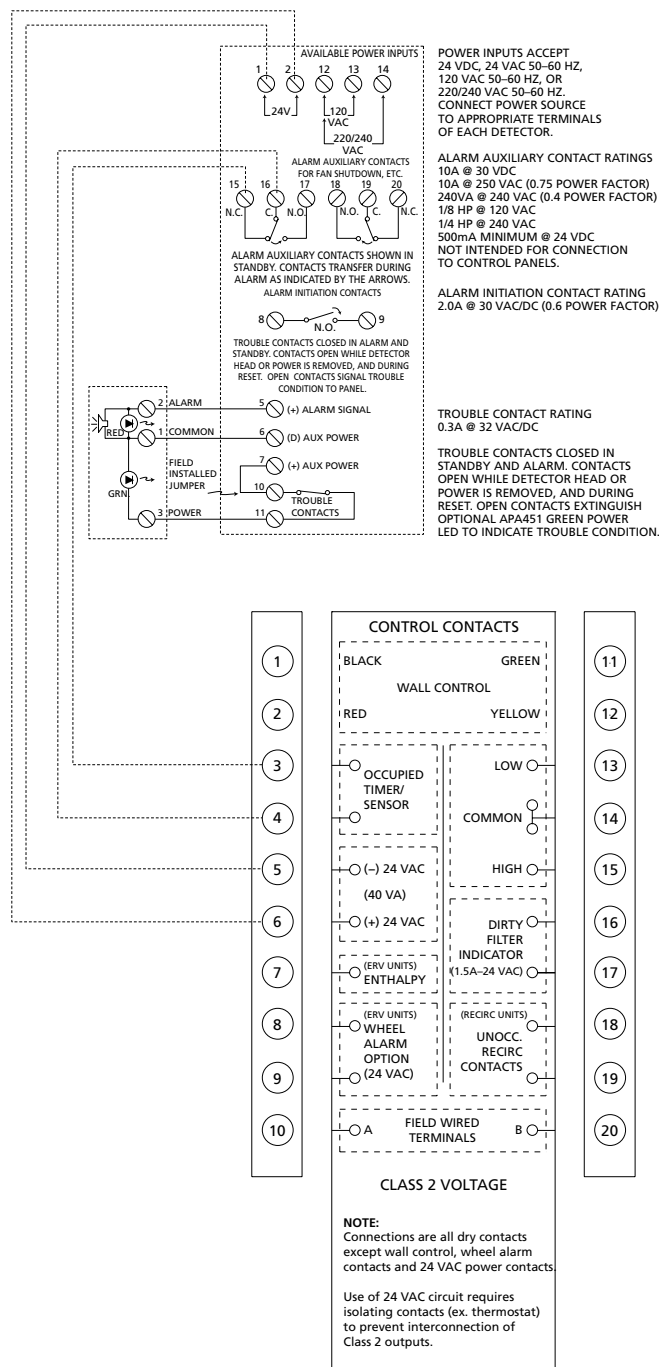 AVAILABLE POWER INPUTS
1 2 12 13 14
24V
120
VAC
220/240
VAC
ALARM AUXILIARY CONTACTS
FOR FAN SHUTDOWN, ETC.
15 16 17 18 19 20
N.C. C. N.O. N.O. C. N.C.
ALARM AUXILIARY CONTACTS SHOWN IN
STANDBY. CONTACTS TRANSFER DURING
ALARM AS INDICATED BY THE ARROWS.
ALARM INITIATION CONTACTS
8 N.O. 9
TROUBLE CONTACTS CLOSED IN ALARM AND
STANDBY. CONTACTS OPEN WHILE DETECTOR
HEAD OR POWER IS REMOVED, AND DURING
RESET. OPEN CONTACTS SIGNAL TROUBLE
CONDITION TO PANEL.
2 ALARM
5 (+) ALARM SIGNAL
RED
1 COMMON
6 (D) AUX POWER
7 (+) AUX POWER
FIELD
INSTALLED
JUMPER
GRN.
10
TROUBLE
CONTACTS
3 POWER
11
POWER INPUTS ACCEPT
24 VDC, 24 VAC 50–60 HZ,
120 VAC 50–60 HZ, OR
220/240 VAC 50–60 HZ.
CONNECT POWER SOURCE
TO APPROPRIATE TERMINALS
OF EACH DETECTOR.
ALARM AUXILIARY CONTACT RATINGS
10A @ 30 VDC
10A @ 250 VAC (0.75 POWER FACTOR)
240VA @ 240 VAC (0.4 POWER FACTOR)
1/8 HP @ 120 VAC
1/4 HP @ 240 VAC
500mA MINIMUM @ 24 VDC
NOT INTENDED FOR CONNECTION
TO CONTROL PANELS.
ALARM INITIATION CONTACT RATING
2.0A @ 30 VAC/DC (0.6 POWER FACTOR)
TROUBLE CONTACT RATING
0.3A @ 32 VAC/DC
TROUBLE CONTACTS CLOSED IN
STANDBY AND ALARM. CONTACTS
OPEN WHILE DETECTOR HEAD OR
POWER IS REMOVED, AND DURING
RESET. OPEN CONTACTS EXTINGUISH
OPTIONAL APA451 GREEN POWER
LED TO INDICATE TROUBLE CONDITION.
1
2
3
4
5
6
7
8
9
10
CONTROL CONTACTS
BLACK GREEN
WALL CONTROL
RED YELLOW
OCCUPIED
TIMER/
SENSOR
LOW
COMMON
HIGH
(–) 24 VAC
(40 VA)
(+) 24 VAC
DIRTY
FILTER
INDICATOR
(1.5A–24 VAC)
(ERV UNITS)
ENTHALPY
(ERV UNITS)
WHEEL
ALARM
OPTION
(24 VAC)
(RECIRC UNITS)
UNOCC.
RECIRC
CONTACTS
A FIELD WIRED B
TERMINALS
CLASS 2 VOLTAGE
NOTE:
Connections are all dry contacts
except wall control, wheel alarm
contacts and 24 VAC power contacts.
Use of 24 VAC circuit requires
isolating contacts (ex. thermostat)
to prevent interconnection of
Class 2 outputs.
11
12
13
14
15
16
17
18
19
20